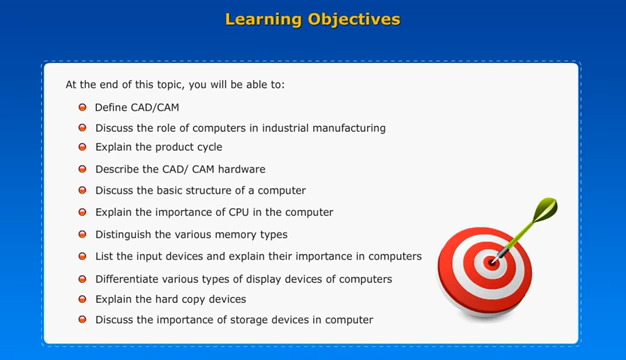 Learning Objectives
At the end of this topic, you will be able to:
Define CAD/CAM
Discuss the role of computers in industrial manufacturing
Explain the product cycle
Describe the CAD/ CAM hardware
Discuss the basic structure of a computer
Explain the importance of CPU in the computer
Distinguish the various memory types
List the input devices and explain their importance in computers
Differentiate various types of display devices of computers
Explain the hard copy devices
Discuss the importance of storage devices in computer